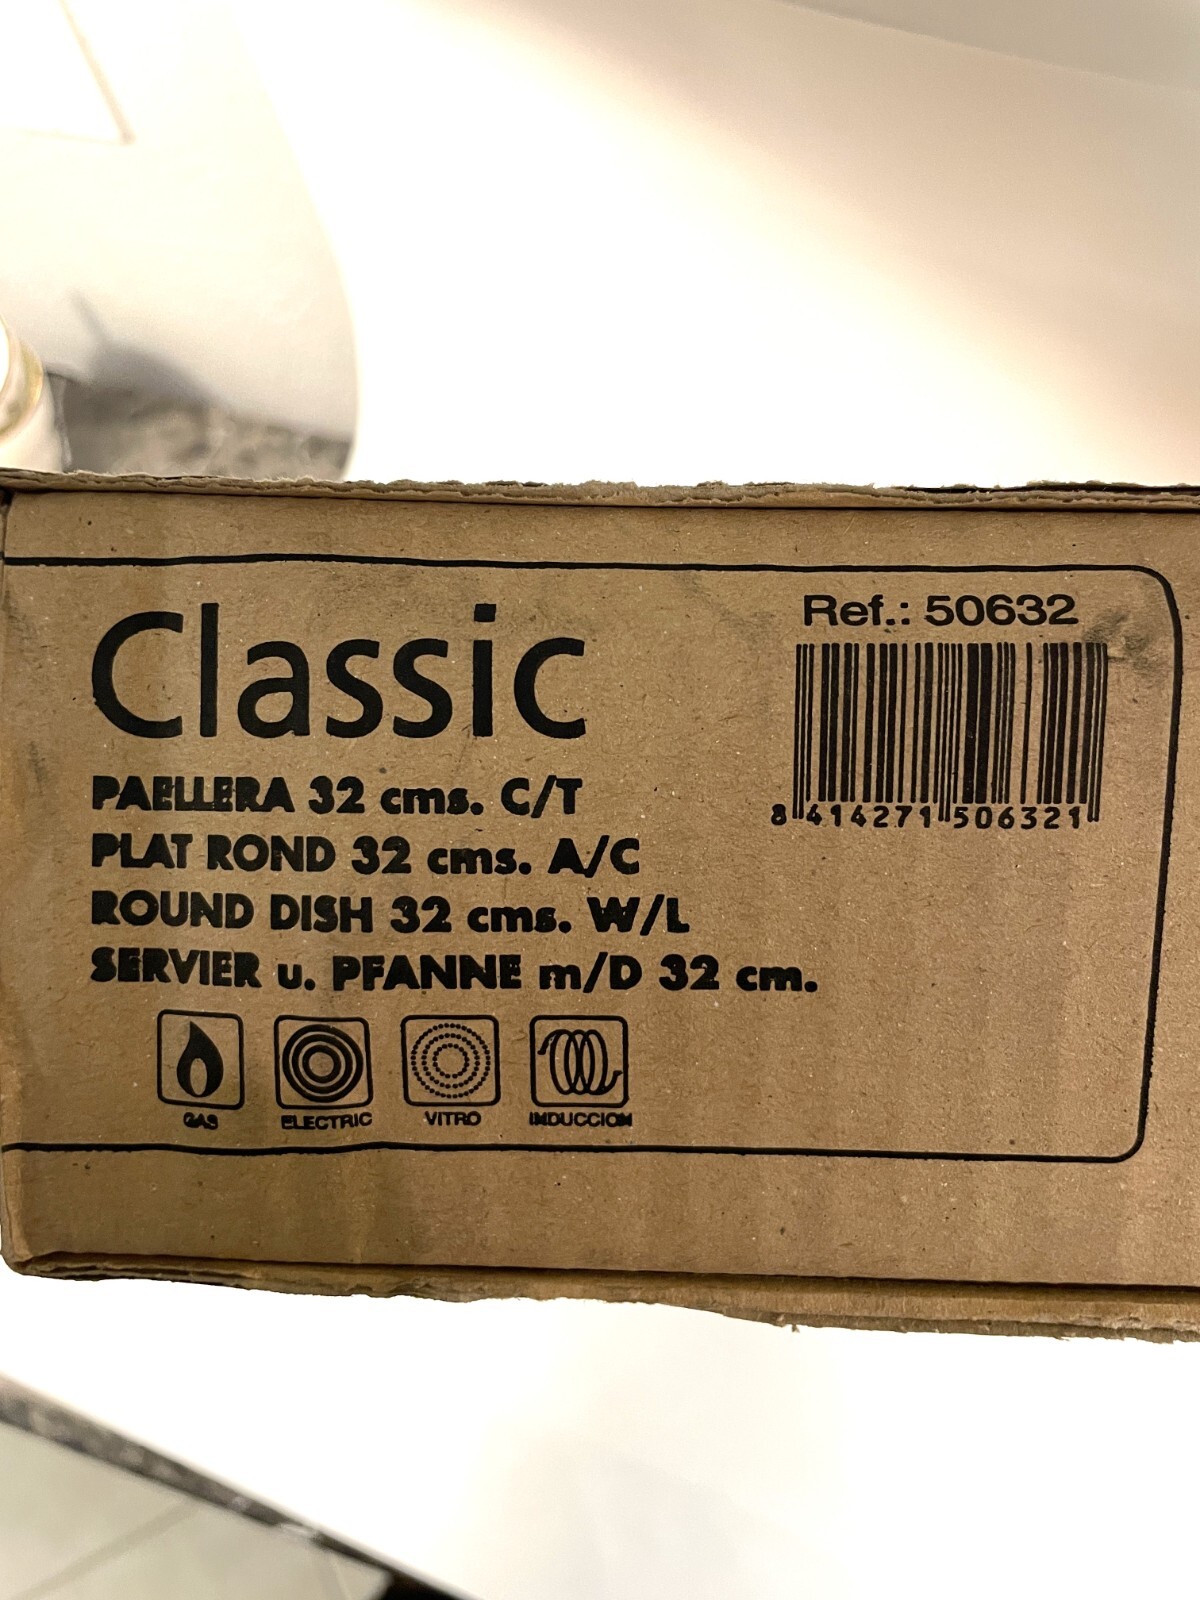 Classic
Ref.: 50632
8 414271 506321
PAELLERA 32 cms. C/T
PLAT ROND 32 cms. A/C
ROUND DISH 32 cms. W/L
SERVIER u. PFANNE m/D 32 cm.
GAS ELECTRIC VITRO INDUCCION